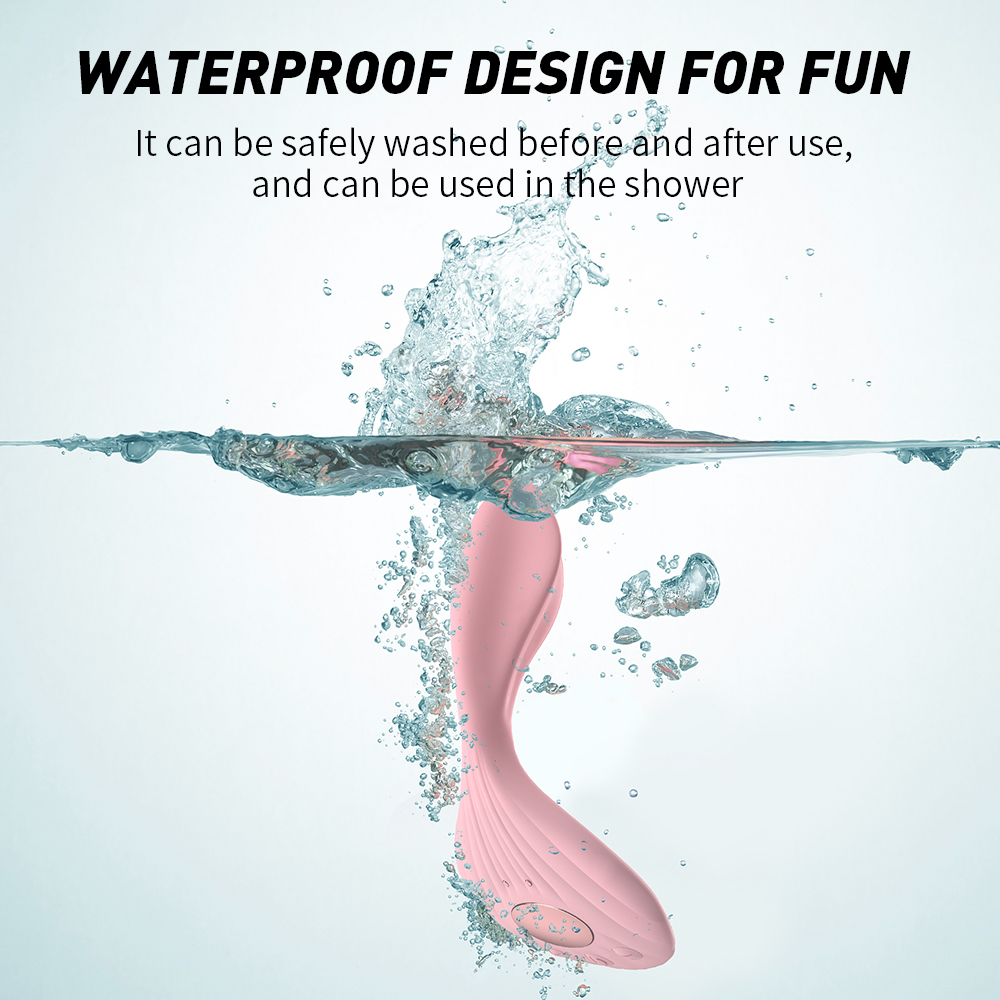 WATERPROOF DESIGN FOR FUN
It can be safely washed before and after use,
and can be used in the shower